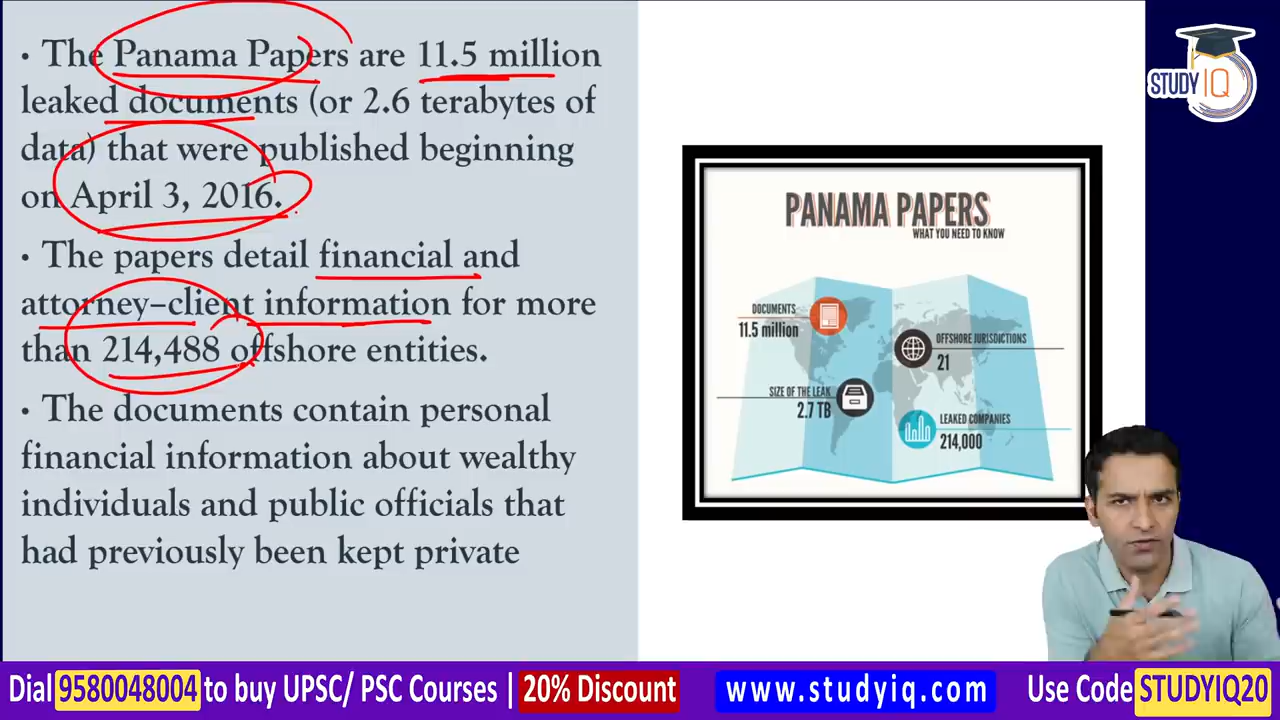 · The Panama Papers are 11.5 million
leaked documents (or 2.6 terabytes of
data) that were published beginning
on April 3, 2016.
· The papers detail financial and
attorney–client information for more
than 214,488 offshore entities.
· The documents contain personal
financial information about wealthy
individuals and public officials that
had previously been kept private
PANAMA PAPERS
WHAT YOU NEED TO KNOW
DOCUMENTS
11.5 million
OFFSHORE JURISDICTIONS
21
SIZE OF THE LEAK
2.7 TB
LEAKED COMPANIES
214,000
STUDY IQ
Dial 9580048004 to buy UPSC/ PSC Courses | 20% Discount
www.studyiq.com
Use Code STUDYIQ20